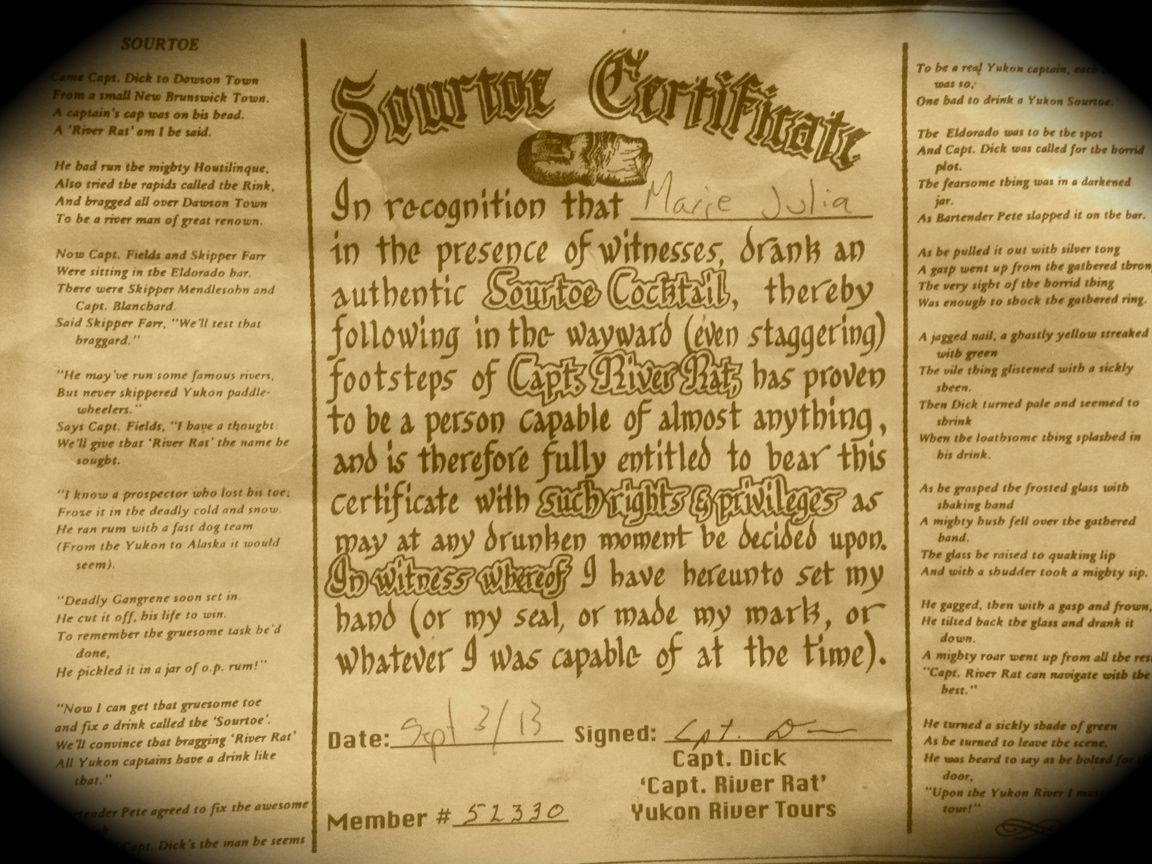 SOURTOE
Came Capt. Dick to Dawson Town
From a small New Brunswick Town.
A captain's cap was on his head.
A 'River Rat' am I he said.
He had run the mighty Houtilinque,
Also tried the rapids called the Rink,
And bragged all over Dawson Town
To be a river man of great renown.
Now Capt. Fields and Skipper Farr
Were sitting in the Eldorado bar.
There were Skipper Mendlesohn and
Capt. Blanchard.
Said Skipper Farr, "We'll test that
braggard."
"He may've run some famous rivers,
But never skippered Yukon paddle-
wheelers."
Says Capt. Fields, "I have a thought:
We'll give that 'River Rat' the name he
sought.
"I know a prospector who lost his toe;
Froze it in the deadly cold and snow.
He ran rum with a fast dog team
(From the Yukon to Alaska it would
seem).
"Deadly Gangrene soon set in.
He cut it off, his life to win.
To remember the gruesome task he'd
done,
He pickled it in a jar of o.p. rum!"
"Now I can get that gruesome toe
and fix a drink called the 'Sourtoe'.
We'll convince that bragging 'River Rat'
All Yukon captains have a drink like
that."
Pete agreed to fix the awesome
Capt. Dick's the man he seems
Sourtoe Certificate
In recognition that Marie Julia
in the presence of witnesses, drank an
authentic Sourtoe Cocktail, thereby
following in the wayward (even staggering)
footsteps of Capt. River Rat, has proven
to be a person capable of almost anything,
and is therefore fully entitled to bear this
certificate with such rights & privileges as
may at any drunken moment be decided upon.
In witness whereof I have hereunto set my
hand (or my seal, or made my mark, or
whatever I was capable of at the time).
Date: Sept 3/13 Signed: Cpt. D
Capt. Dick
'Capt. River Rat'
Member # 52330 Yukon River Tours
To be a real Yukon captain, each
was so,
One had to drink a Yukon Sourtoe.
The Eldorado was to be the spot
And Capt. Dick was called for the horrid
plot.
The fearsome thing was in a darkened
jar.
As Bartender Pete slapped it on the bar.
As he pulled it out with silver tong
A gasp went up from the gathered
The very sight of the horrid thing
Was enough to shock the gathered ring.
A jagged nail, a ghastly yellow streaked
with green
The vile thing glistened with a sickly
sheen.
Then Dick turned pale and seemed to
shrink
When the loathsome thing splashed in
his drink.
As he grasped the frosted glass with
shaking hand
A mighty hush fell over the gathered
band.
The glass he raised to quaking lip
And with a shudder took a mighty sip.
He gagged, then with a gasp and frown,
He tilted back the glass and drank it
down.
A mighty roar went up from all the rest
"Capt. River Rat can navigate with the
best."
He turned a sickly shade of green
As he turned to leave the scene.
He was heard to say as he bolted for
door,
"Upon the Yukon River I
tour!"